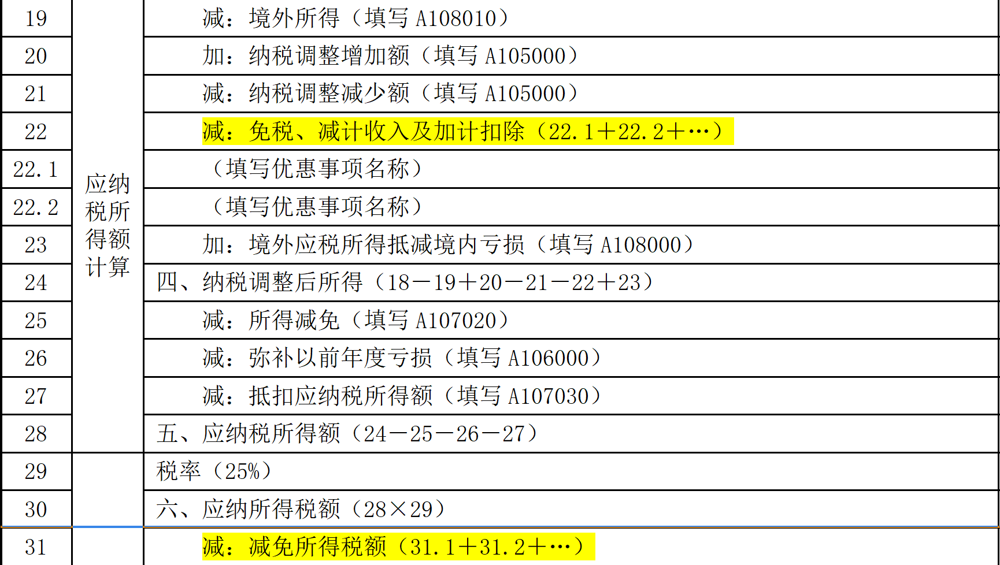 19 减：境外所得（填写 A108010）
20 加：纳税调整增加额（填写 A105000）
21 减：纳税调整减少额（填写 A105000）
22 减：免税、减计收入及加计扣除（22.1＋22.2＋…）
22.1 （填写优惠事项名称）
22.2 （填写优惠事项名称）
23 加：境外应税所得抵减境内亏损（填写 A108000）
24 四、纳税调整后所得（18－19＋20－21－22＋23）
25 减：所得减免（填写 A107020）
26 减：弥补以前年度亏损（填写 A106000）
27 减：抵扣应纳税所得额（填写 A107030）
28 五、应纳税所得额（24－25－26－27）
应纳
税所
得额
计算
29 税率（25%）
30 六、应纳所得税额（28×29）
31 减：减免所得税额（31.1＋31.2＋…）